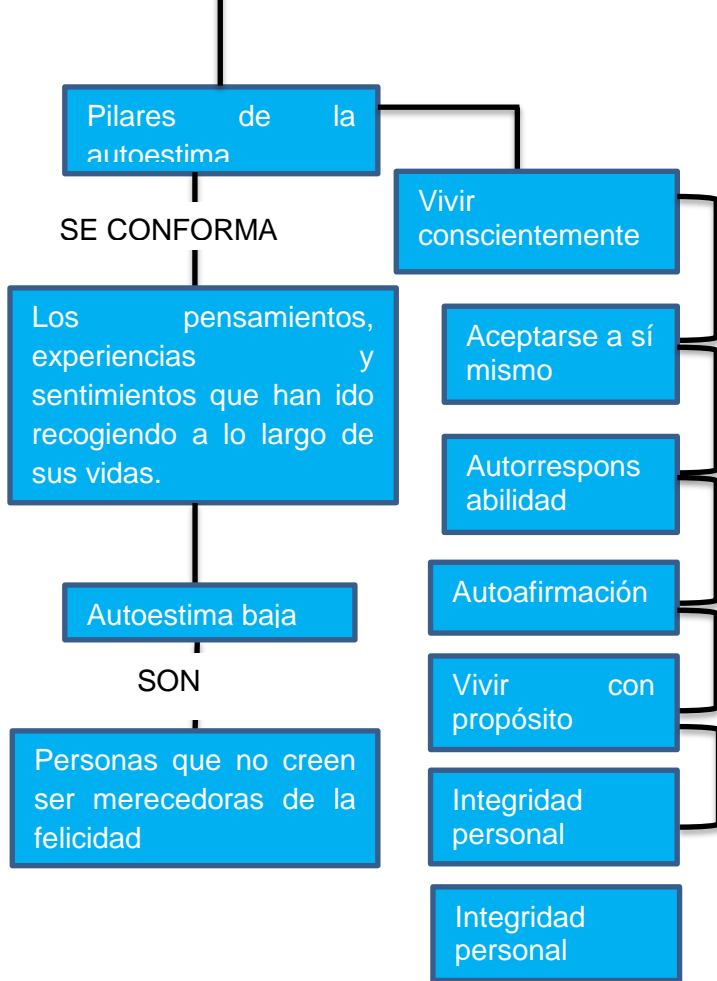 Pilares de la
autoestima
SE CONFORMA
Los pensamientos,
experiencias y
sentimientos que han ido
recogiendo a lo largo de
sus vidas.
Autoestima baja
SON
Personas que no creen
ser merecedoras de la
felicidad
Vivir
conscientemente
Aceptarse a sí
mismo
Autorrespons
abilidad
Autoafirmación
Vivir con
propósito
Integridad
personal
Integridad
personal